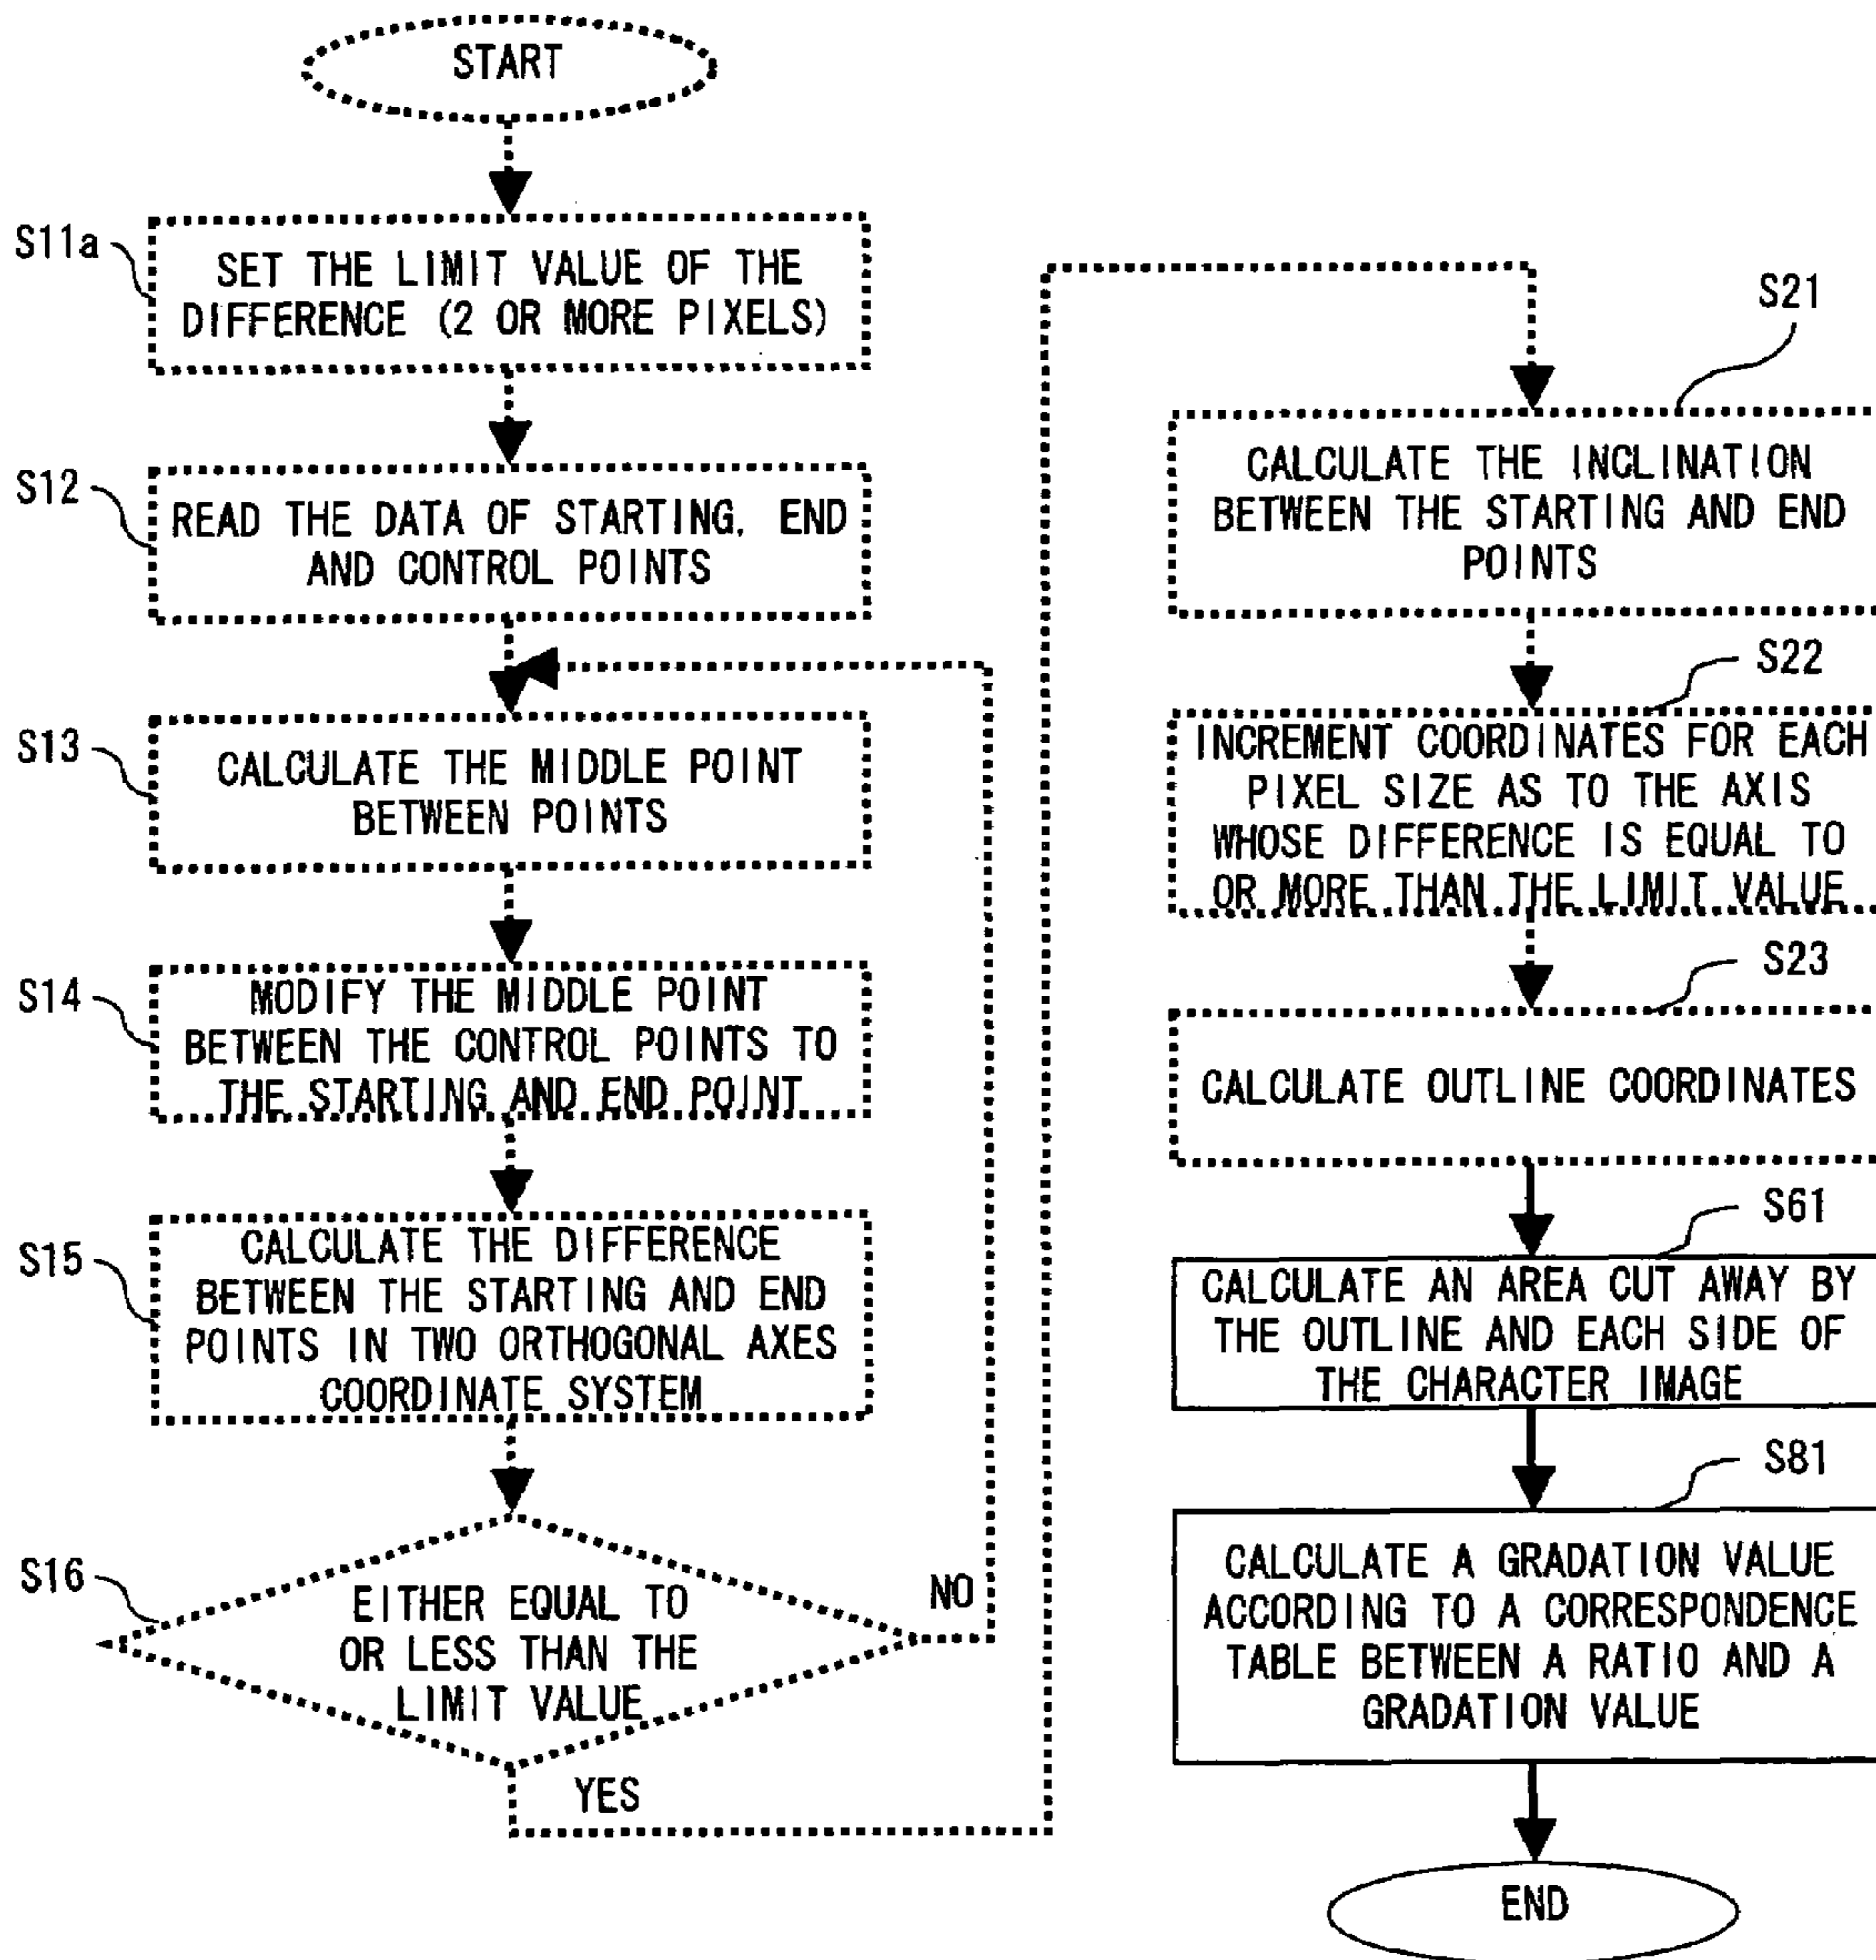 START
S11a
SET THE LIMIT VALUE OF THE
DIFFERENCE (2 OR MORE PIXELS)
S12
READ THE DATA OF STARTING, END
AND CONTROL POINTS
S13
CALCULATE THE MIDDLE POINT
BETWEEN POINTS
S14
MODIFY THE MIDDLE POINT
BETWEEN THE CONTROL POINTS TO
THE STARTING AND END POINT
S15
CALCULATE THE DIFFERENCE
BETWEEN THE STARTING AND END
POINTS IN TWO ORTHOGONAL AXES
COORDINATE SYSTEM
S16
EITHER EQUAL TO
OR LESS THAN THE
LIMIT VALUE
NO
YES
S21
CALCULATE THE INCLINATION
BETWEEN THE STARTING AND END
POINTS
S22
INCREMENT COORDINATES FOR EACH
PIXEL SIZE AS TO THE AXIS
WHOSE DIFFERENCE IS EQUAL TO
OR MORE THAN THE LIMIT VALUE
S23
CALCULATE OUTLINE COORDINATES
S61
CALCULATE AN AREA CUT AWAY BY
THE OUTLINE AND EACH SIDE OF
THE CHARACTER IMAGE
S81
CALCULATE A GRADATION VALUE
ACCORDING TO A CORRESPONDENCE
TABLE BETWEEN A RATIO AND A
GRADATION VALUE
END